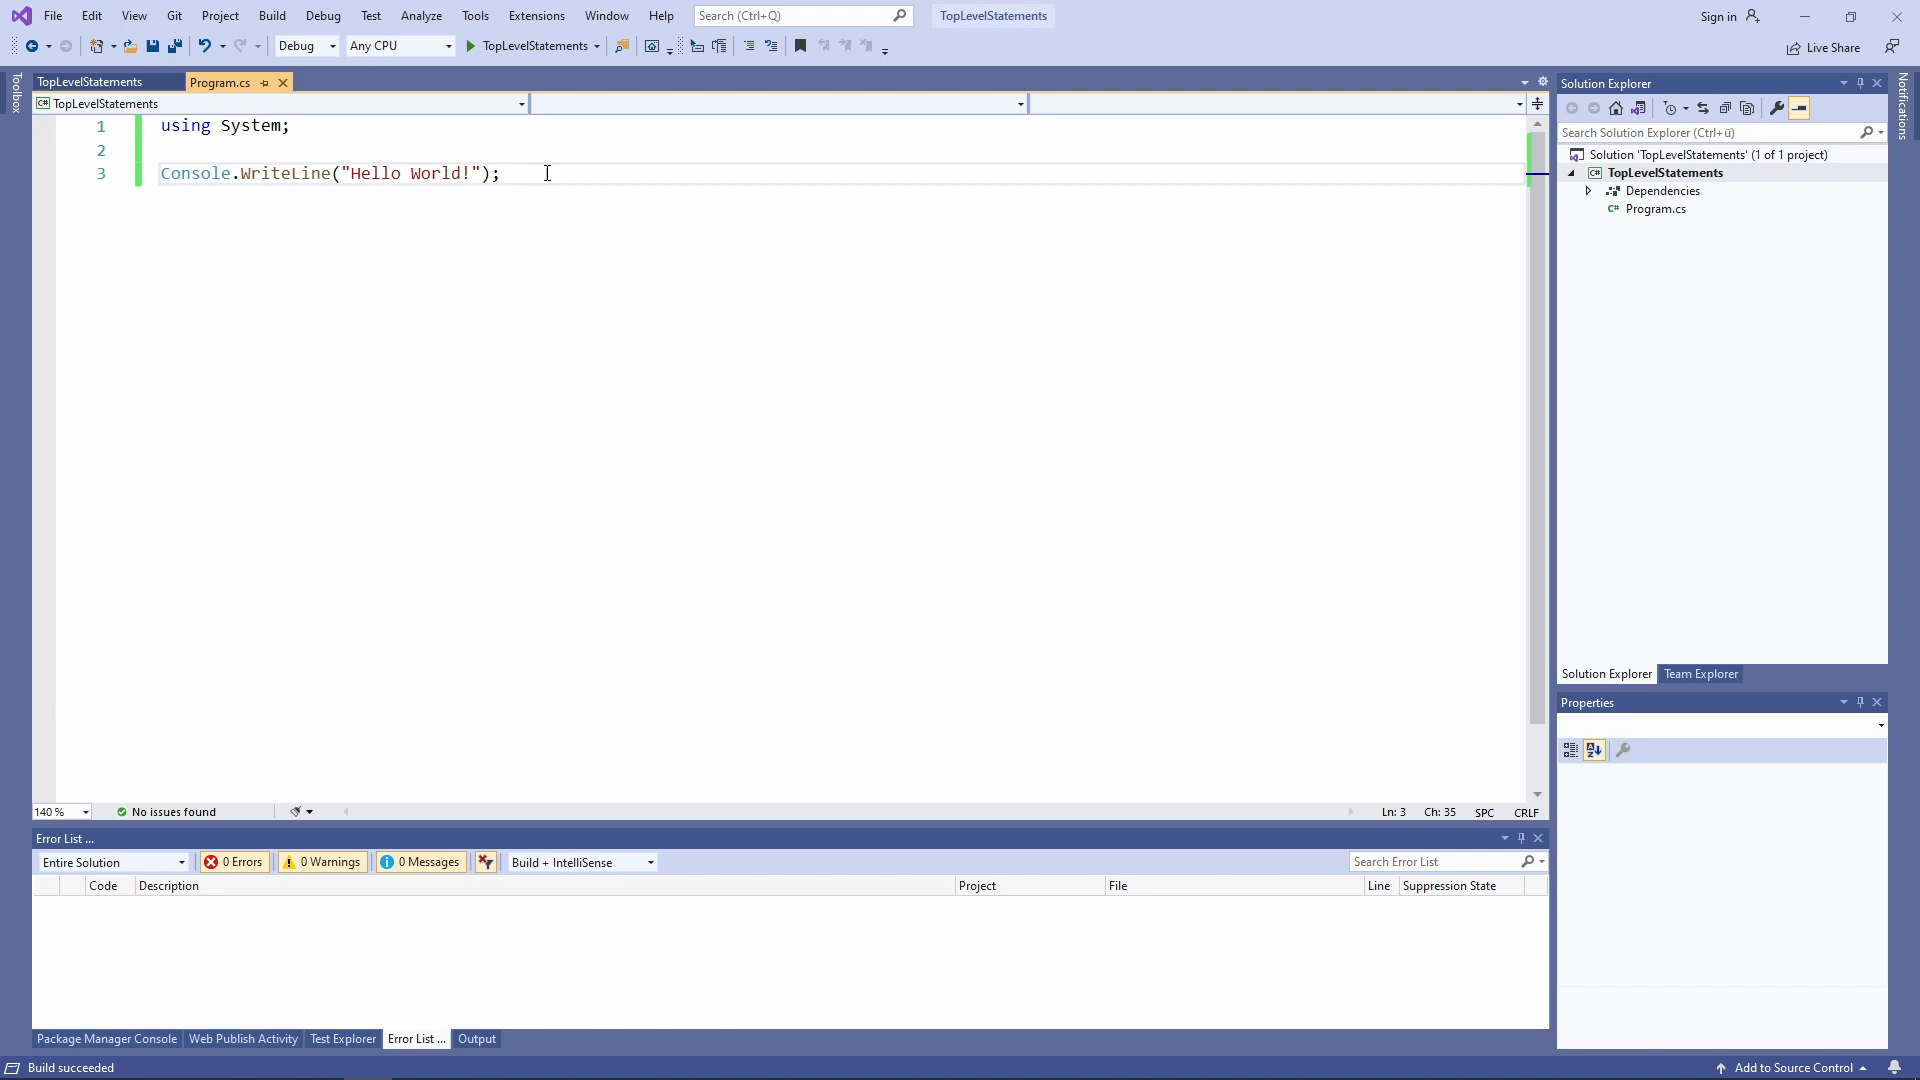 File Edit View Git Project Build Debug Test Analyze Tools Extensions Window Help Search (Ctrl+Q) TopLevelStatements Sign in
Debug Any CPU TopLevelStatements Live Share
Toolbox
TopLevelStatements Program.cs
TopLevelStatements
1 using System;
2
3 Console.WriteLine("Hello World!");
140 % No issues found Ln: 3 Ch: 35 SPC CRLF
Error List ...
Entire Solution 0 Errors 0 Warnings 0 Messages Build + IntelliSense Search Error List
Code Description Project File Line Suppression State
Package Manager Console Web Publish Activity Test Explorer Error List ... Output
Solution Explorer
Search Solution Explorer (Ctrl+ü)
Solution 'TopLevelStatements' (1 of 1 project)
C# TopLevelStatements
Dependencies
C# Program.cs
Solution Explorer Team Explorer
Properties
Notifications
Build succeeded Add to Source Control